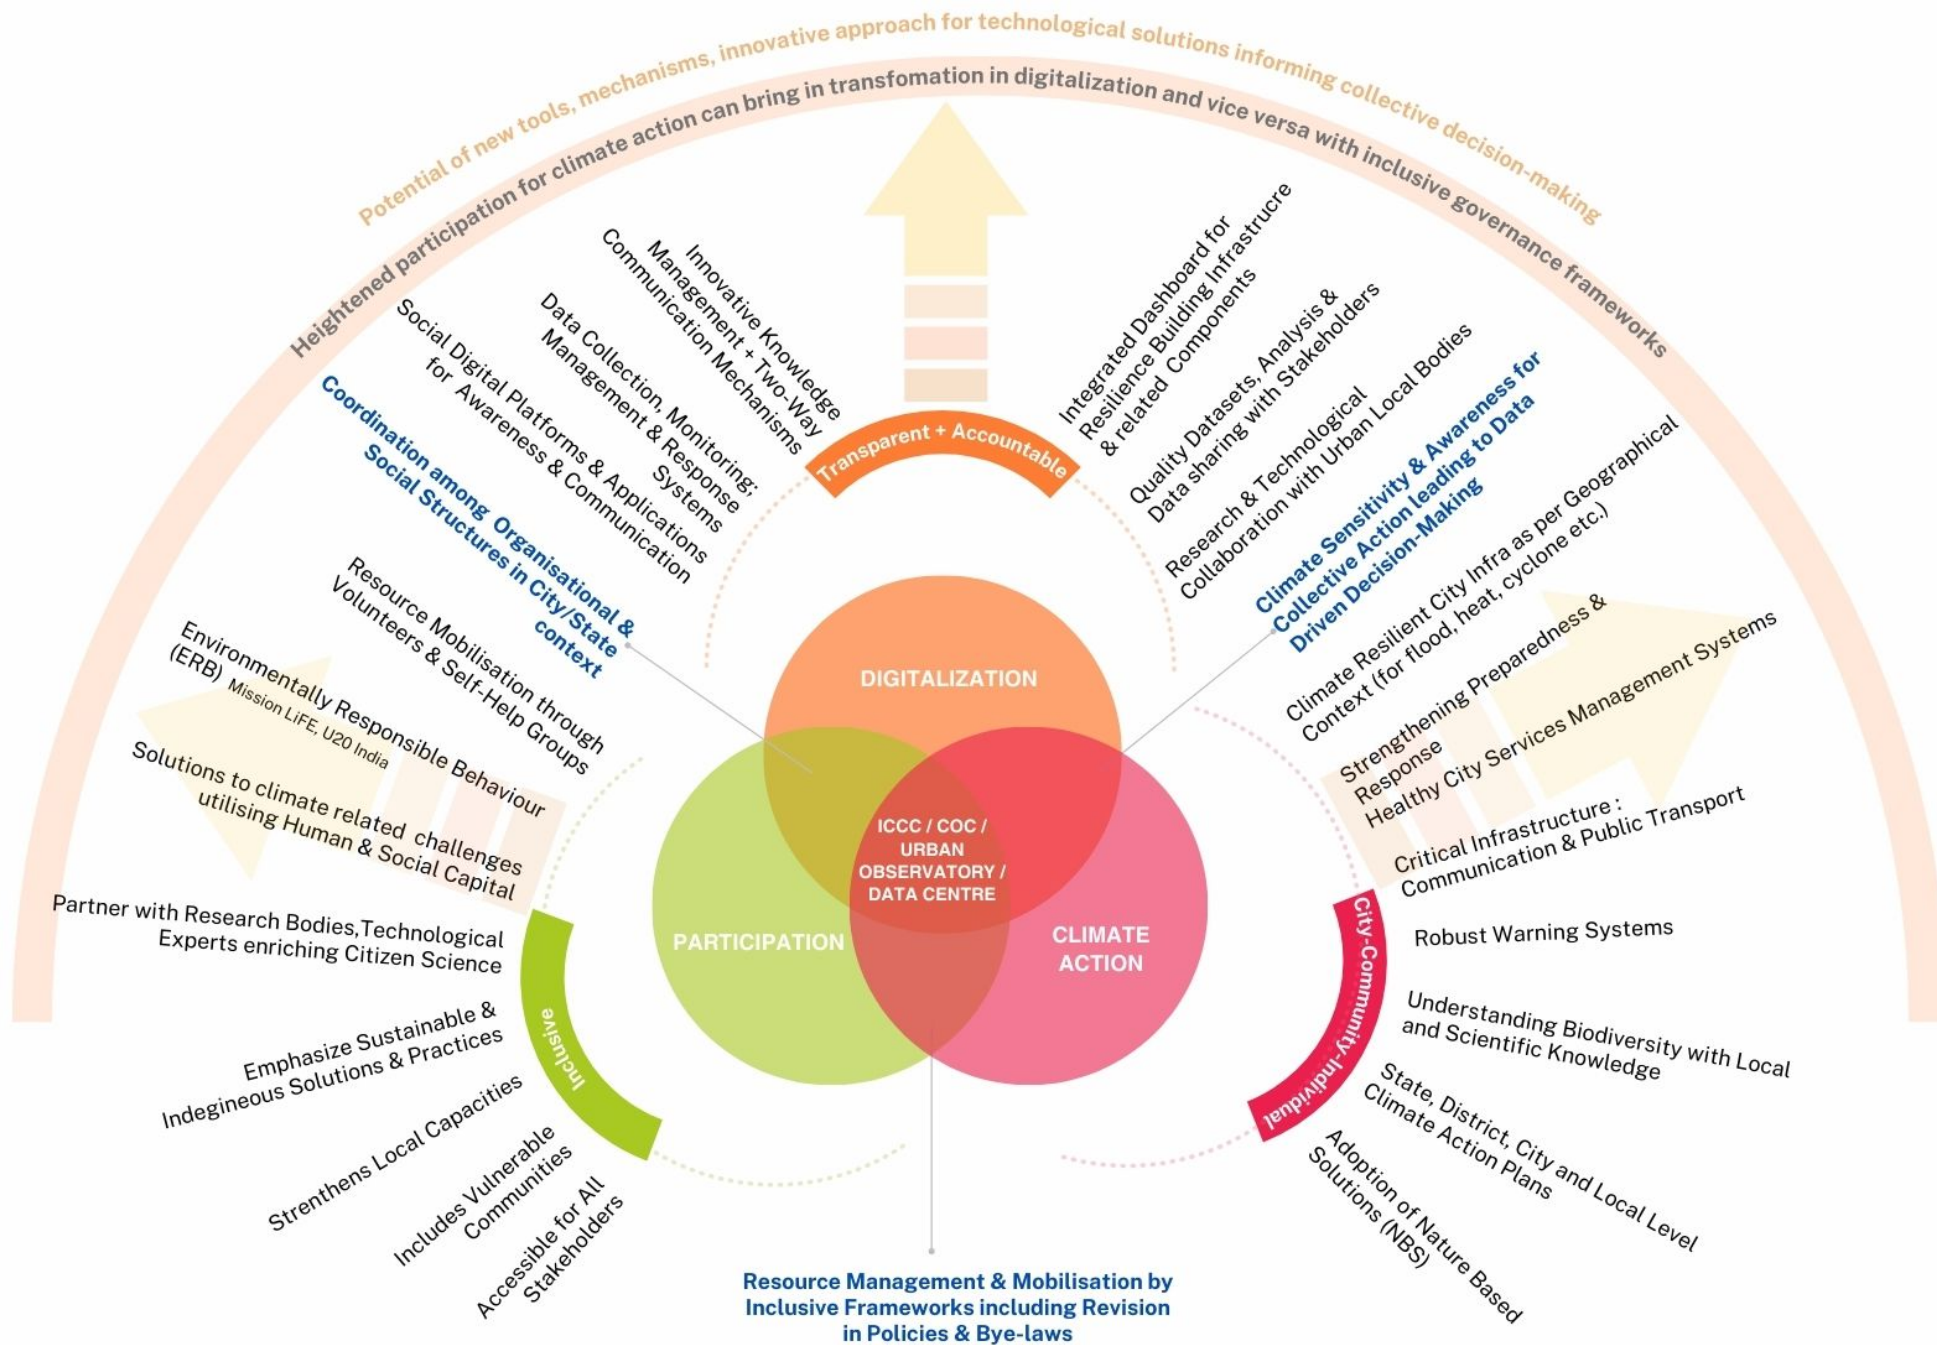 Potential of new tools, mechanisms, innovative approach for technological solutions informing collective decision-making
Heightened participation for climate action can bring in transfomation in digitalization and vice versa with inclusive governance frameworks
Innovative Knowledge
Management + Two-Way
Communication Mechanisms
Data Collection, Monitoring;
Management & Response
Systems
Social Digital Platforms & Applications
for Awareness & Communication
Coordination among Organisational &
Social Structures in City/State
context
Resource Mobilisation through
Volunteers & Self-Help Groups
Environmentally Responsible Behaviour
(ERB) Mission LiFE, U20 India
Solutions to climate related challenges
utilising Human & Social Capital
Partner with Research Bodies,Technological
Experts enriching Citizen Science
Emphasize Sustainable &
Indegineous Solutions & Practices
Strenthens Local Capacities
Includes Vulnerable
Communities
Accessible for All
Stakeholders
Transparent + Accountable
Inclusive
City-Community-Individual
DIGITALIZATION
PARTICIPATION
CLIMATE
ACTION
ICCC / COC /
URBAN
OBSERVATORY /
DATA CENTRE
Integrated Dashboard for
Resilience Building Infrastrucre
& related Components
Quality Datasets, Analysis &
Data sharing with Stakeholders
Research & Technological
Collaboration with Urban Local Bodies
Climate Sensitivity & Awareness for
Collective Action leading to Data
Driven Decision-Making
Climate Resilient City Infra as per Geographical
Context (for flood, heat, cyclone etc.)
Strengthening Preparedness &
Response
Healthy City Services Management Systems
Critical Infrastructure :
Communication & Public Transport
Robust Warning Systems
Understanding Biodiversity with Local
and Scientific Knowledge
State, District, City and Local Level
Climate Action Plans
Adoption of Nature Based
Solutions (NBS)
Resource Management & Mobilisation by
Inclusive Frameworks including Revision
in Policies & Bye-laws